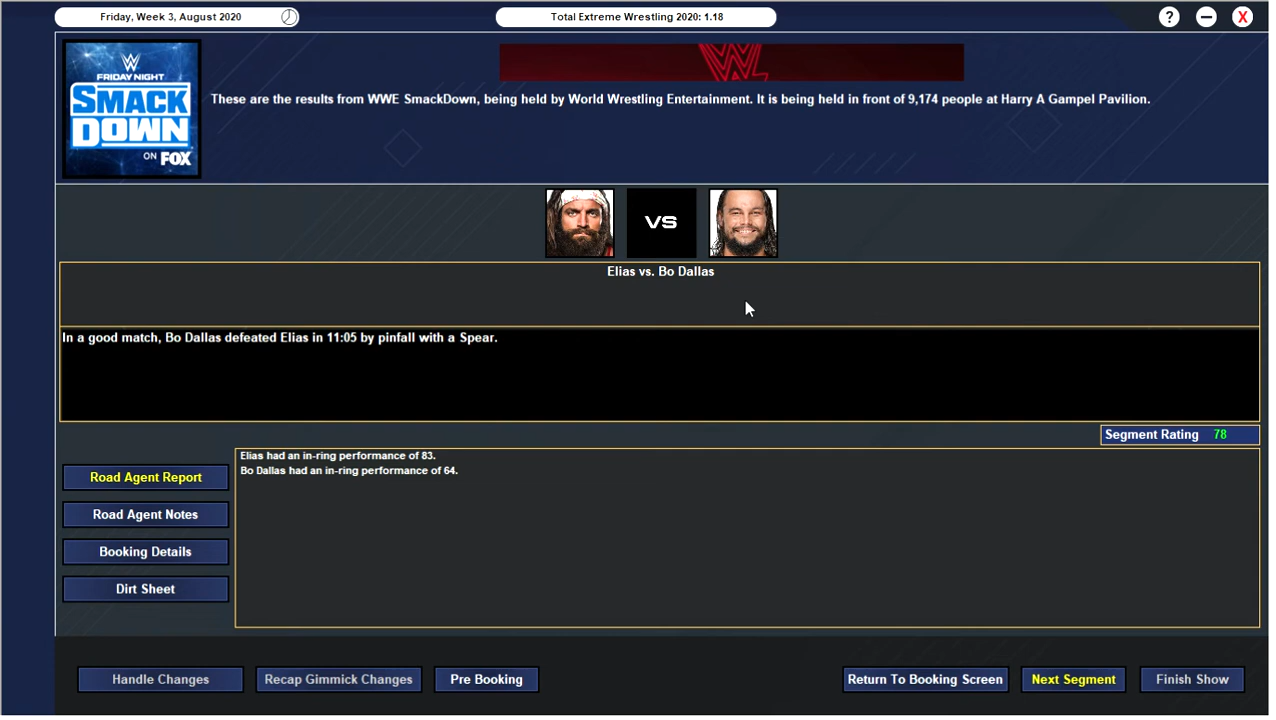 Friday, Week 3, August 2020
Total Extreme Wrestling 2020: 1.18
?
X
W
FRIDAY NIGHT
SMACK
DOWN
ON FOX
These are the results from WWE SmackDown, being held by World Wrestling Entertainment. It is being held in front of 9,174 people at Harry A Gampel Pavilion.
VS
Elias vs. Bo Dallas
In a good match, Bo Dallas defeated Elias in 11:05 by pinfall with a Spear.
Segment Rating 78
Elias had an in-ring performance of 83.
Bo Dallas had an in-ring performance of 64.
Road Agent Report
Road Agent Notes
Booking Details
Dirt Sheet
Handle Changes
Recap Gimmick Changes
Pre Booking
Return To Booking Screen
Next Segment
Finish Show